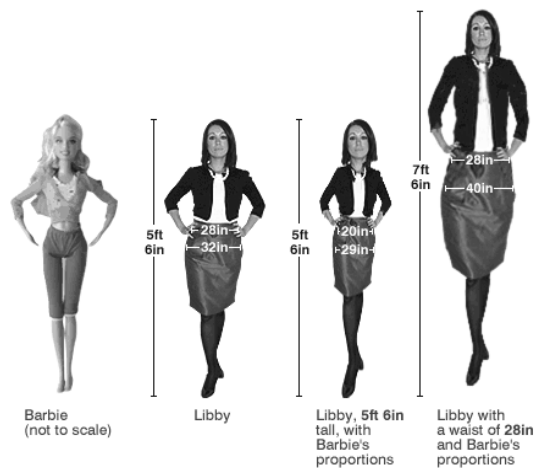 28in
40in
7ft
6in
5ft
6in
28in
32in
5ft
6in
20in
29in
Barbie
(not to scale)
Libby
Libby, 5ft 6in
tall, with
Barbie's
proportions
Libby with
a waist of 28in
and Barbie's
proportions